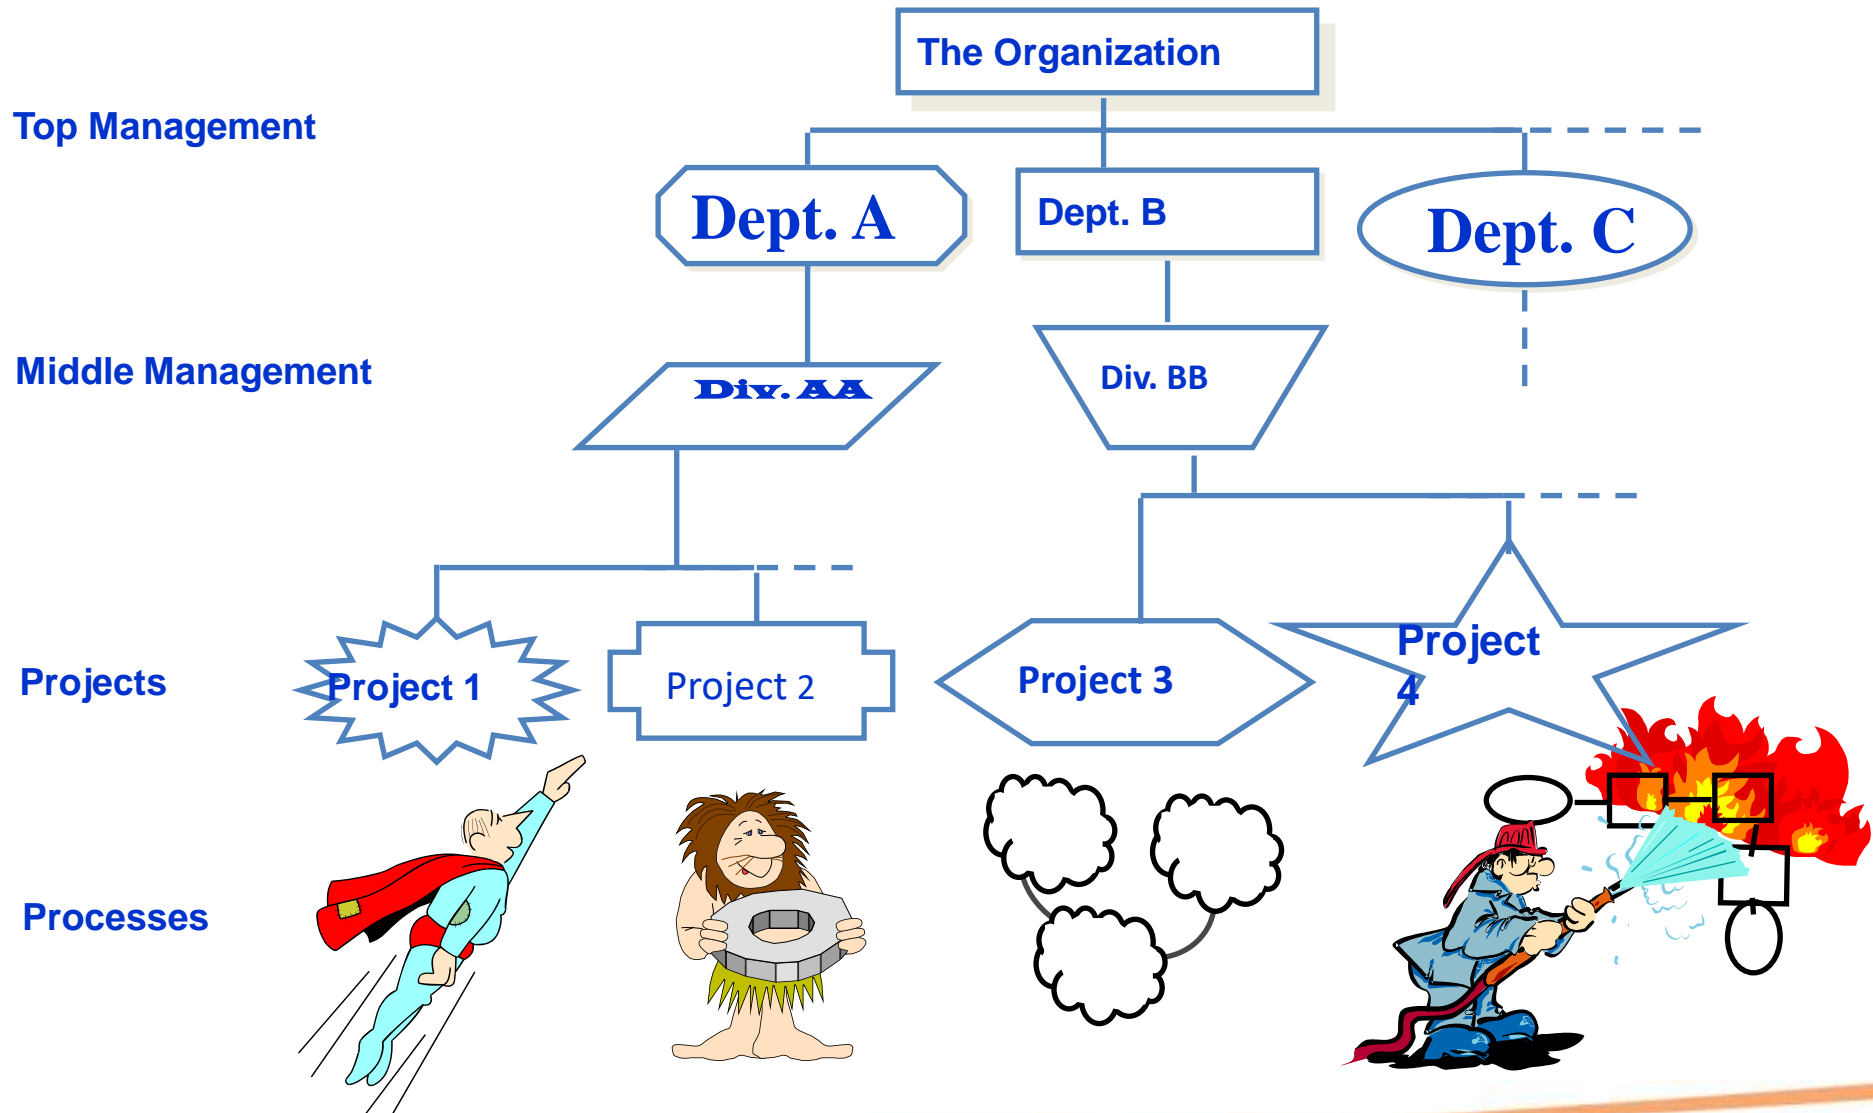 The Organization
Top Management
Dept. A
Dept. B
Dept. C
Middle Management
Div. AA
Div. BB
Projects
Project 1
Project 2
Project 3
Project
4
Processes